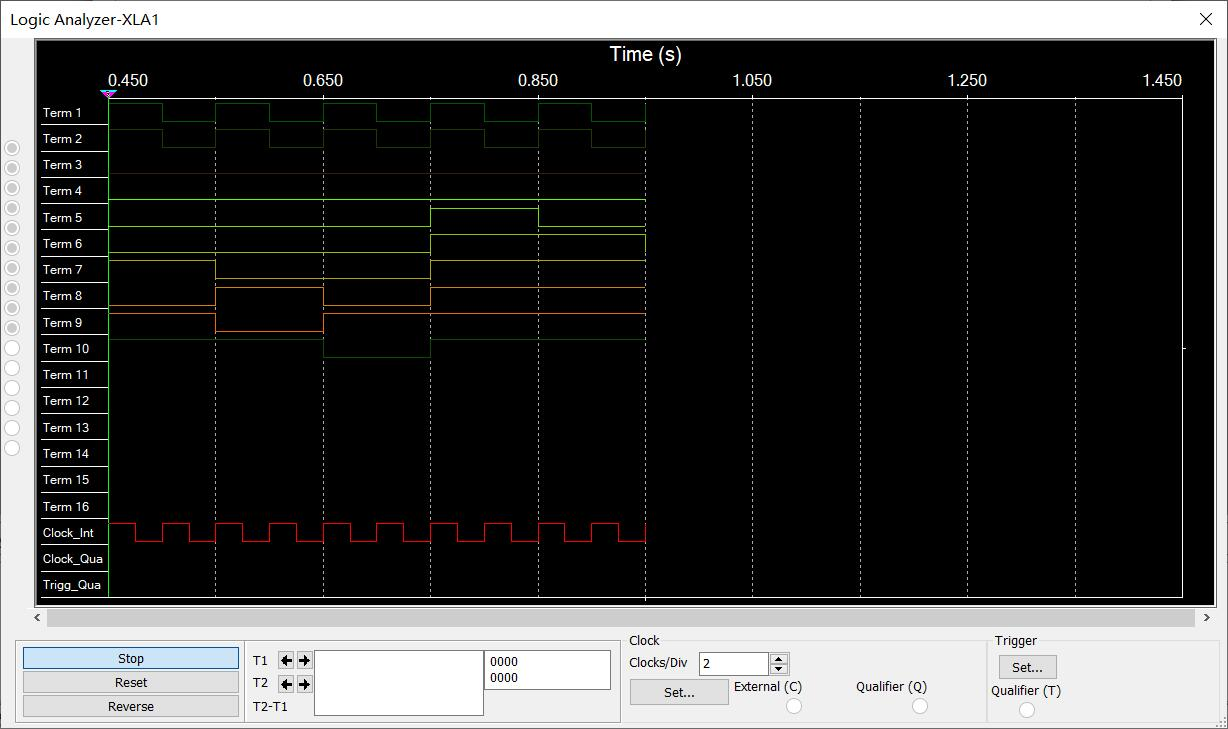 Logic Analyzer-XLA1
Time (s)
0.450 0.650 0.850 1.050 1.250 1.450
Term 1
Term 2
Term 3
Term 4
Term 5
Term 6
Term 7
Term 8
Term 9
Term 10
Term 11
Term 12
Term 13
Term 14
Term 15
Term 16
Clock_Int
Clock_Qua
Trigg_Qua
Stop
Reset
Reverse
T1
T2
T2-T1
0000
0000
Clock
Clocks/Div 2
Set...
External (C)
Qualifier (Q)
Trigger
Set...
Qualifier (T)